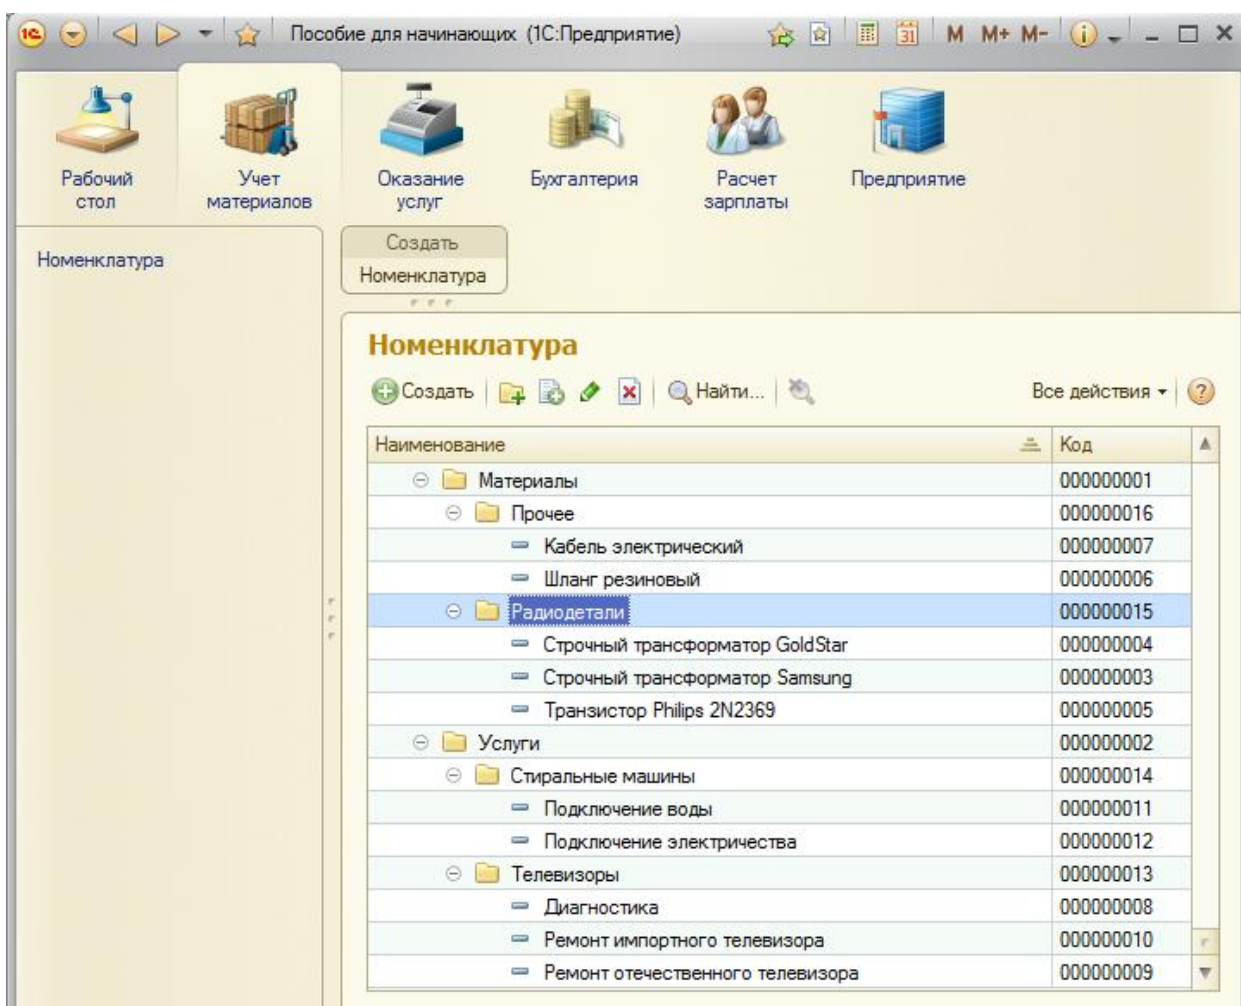 1С Пособие для начинающих (1С:Предприятие) 31 M M+ M- i
Рабочий стол
Учет материалов
Оказание услуг
Бухгалтерия
Расчет зарплаты
Предприятие
Номенклатура
Создать
Номенклатура
Номенклатура
Создать Найти... Все действия ?
Наименование Код
Материалы 000000001
Прочее 000000016
Кабель электрический 000000007
Шланг резиновый 000000006
Радиодетали 000000015
Строчный трансформатор GoldStar 000000004
Строчный трансформатор Samsung 000000003
Транзистор Philips 2N2369 000000005
Услуги 000000002
Стиральные машины 000000014
Подключение воды 000000011
Подключение электричества 000000012
Телевизоры 000000013
Диагностика 000000008
Ремонт импортного телевизора 000000010
Ремонт отечественного телевизора 000000009